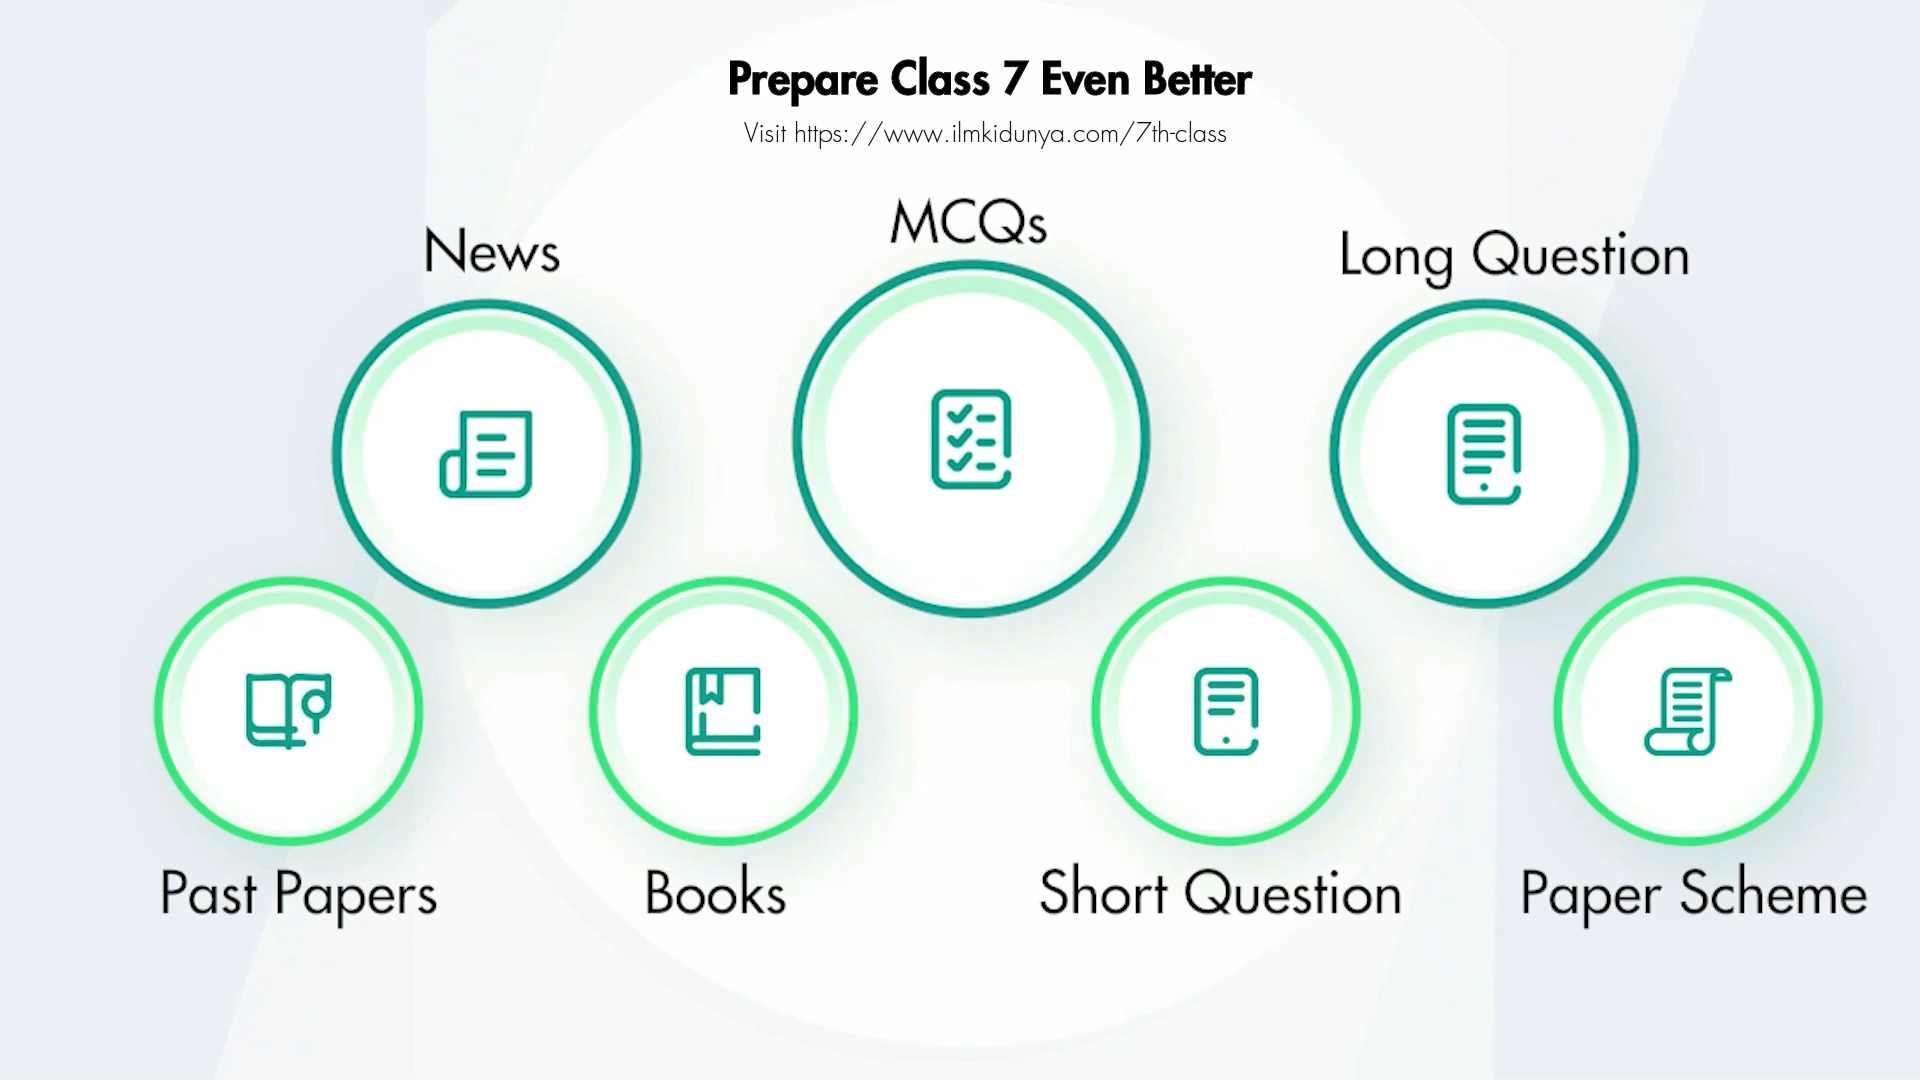 Prepare Class 7 Even Better
Visit https://www.ilmkidunya.com/7th-class
News
MCQs
Long Question
Past Papers
Books
Short Question
Paper Scheme